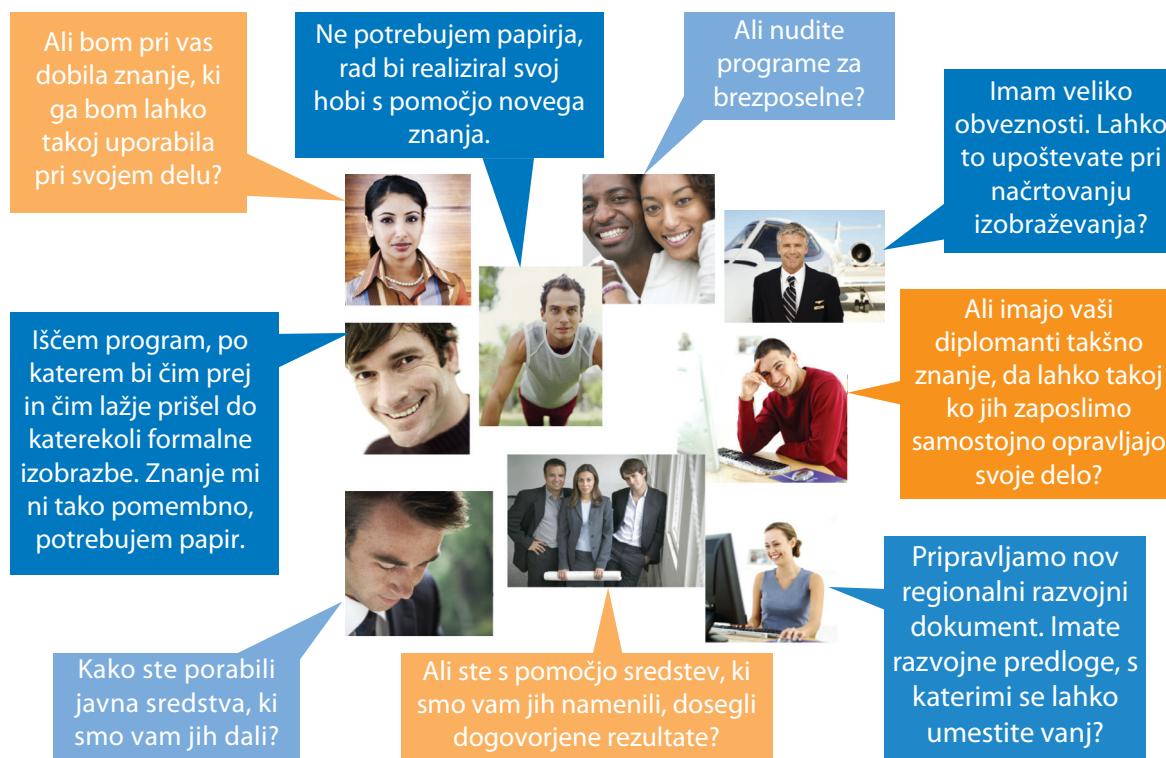 Ali bom pri vas
dobila znanje, ki
ga bom lahko
takoj uporabila
pri svojem delu?
Ne potrebujem papirja,
rad bi realiziral svoj
hobi s pomočjo novega
znanja.
Ali nudite
programe za
brezposelne?
Imam veliko
obveznosti. Lahko
to upoštevate pri
načrtovanju
izobraževanja?
Iščem program, po
katerem bi čim prej
in čim lažje prišel do
katerekoli formalne
izobrazbe. Znanje mi
ni tako pomembno,
potrebujem papir.
Ali imajo vaši
diplomanti takšno
znanje, da lahko takoj
ko jih zaposlimo
samostojno opravljajo
svoje delo?
Kako ste porabili
javna sredstva, ki
smo vam jih dali?
Ali ste s pomočjo sredstev, ki
smo vam jih namenili, dosegli
dogovorjene rezultate?
Pripravljamo nov
regionalni razvojni
dokument. Imate
razvojne predloge, s
katerimi se lahko
umestite vanj?